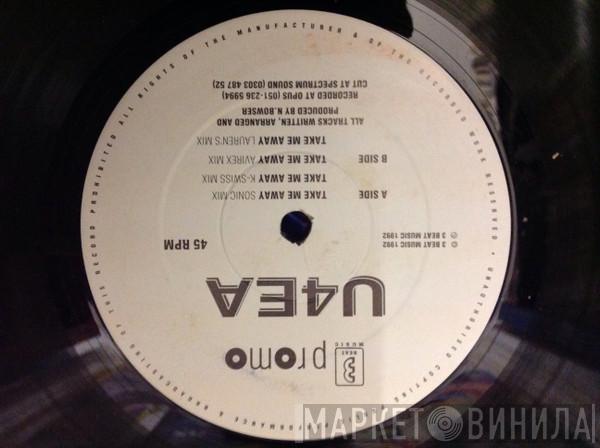 BEAT
MUSIC
promo
U4EA
45 RPM
© 3 BEAT MUSIC 1992
℗ 3 BEAT MUSIC 1992
A SIDE TAKE ME AWAY SONIC MIX
TAKE ME AWAY K-SWISS MIX
B SIDE TAKE ME AWAY AVIREX MIX
TAKE ME AWAY LAUREN'S MIX
ALL TRACKS WRITTEN, ARRANGED AND
PRODUCED BY N.BOWSER
RECORDED AT OPUS (051-236 5994)
CUT AT SPECTRUM SOUND (0303 487 52)
ALL RIGHTS OF THE MANUFACTURER & OF THE RECORDED WORK RESERVED • UNAUTHORISED COPYING PERFORMANCE & BROADCASTING OF THIS RECORD PROHIBITED
МАРКЕТ ВИНИЛА